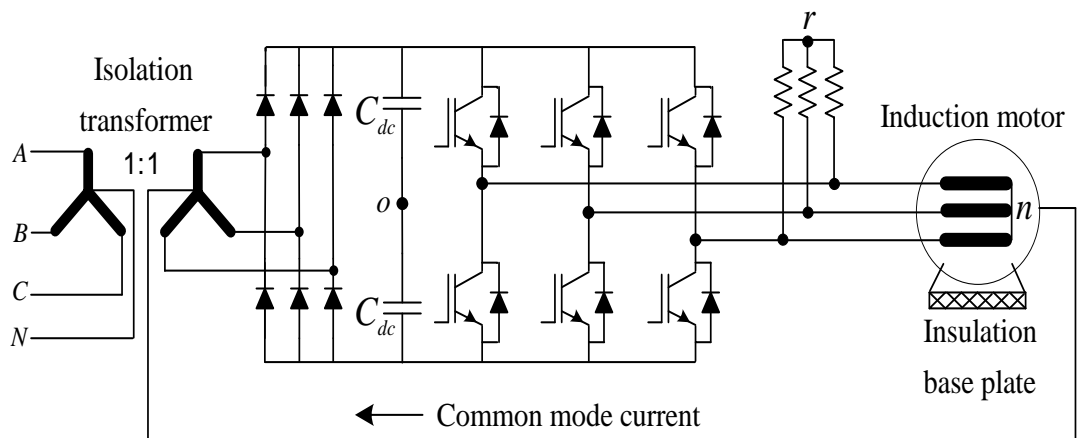 Isolation
transformer
1:1
A
B
C
N
C_dc
o
C_dc
r
Induction motor
n
Insulation
base plate
Common mode current